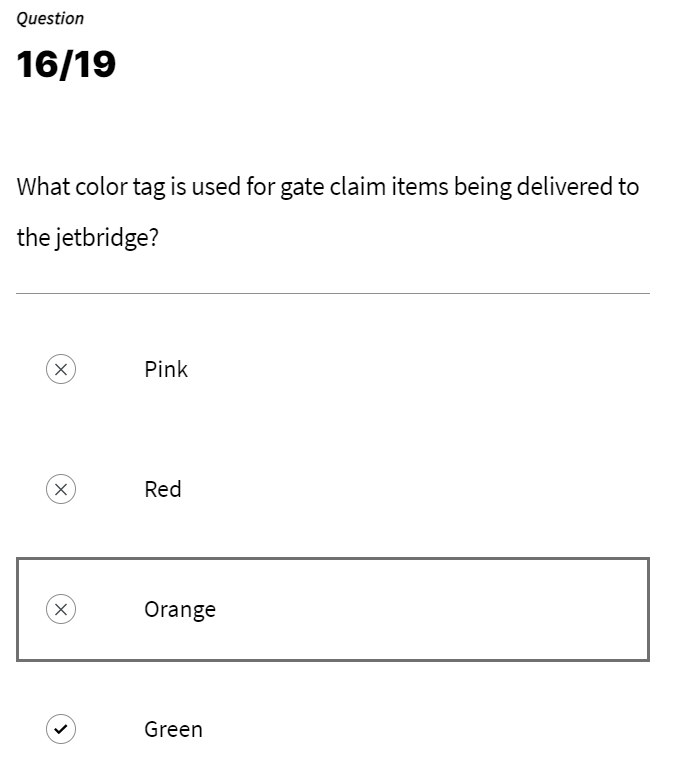 Question
16/19
What color tag is used for gate claim items being delivered to
the jetbridge?
Pink
Red
Orange
Green